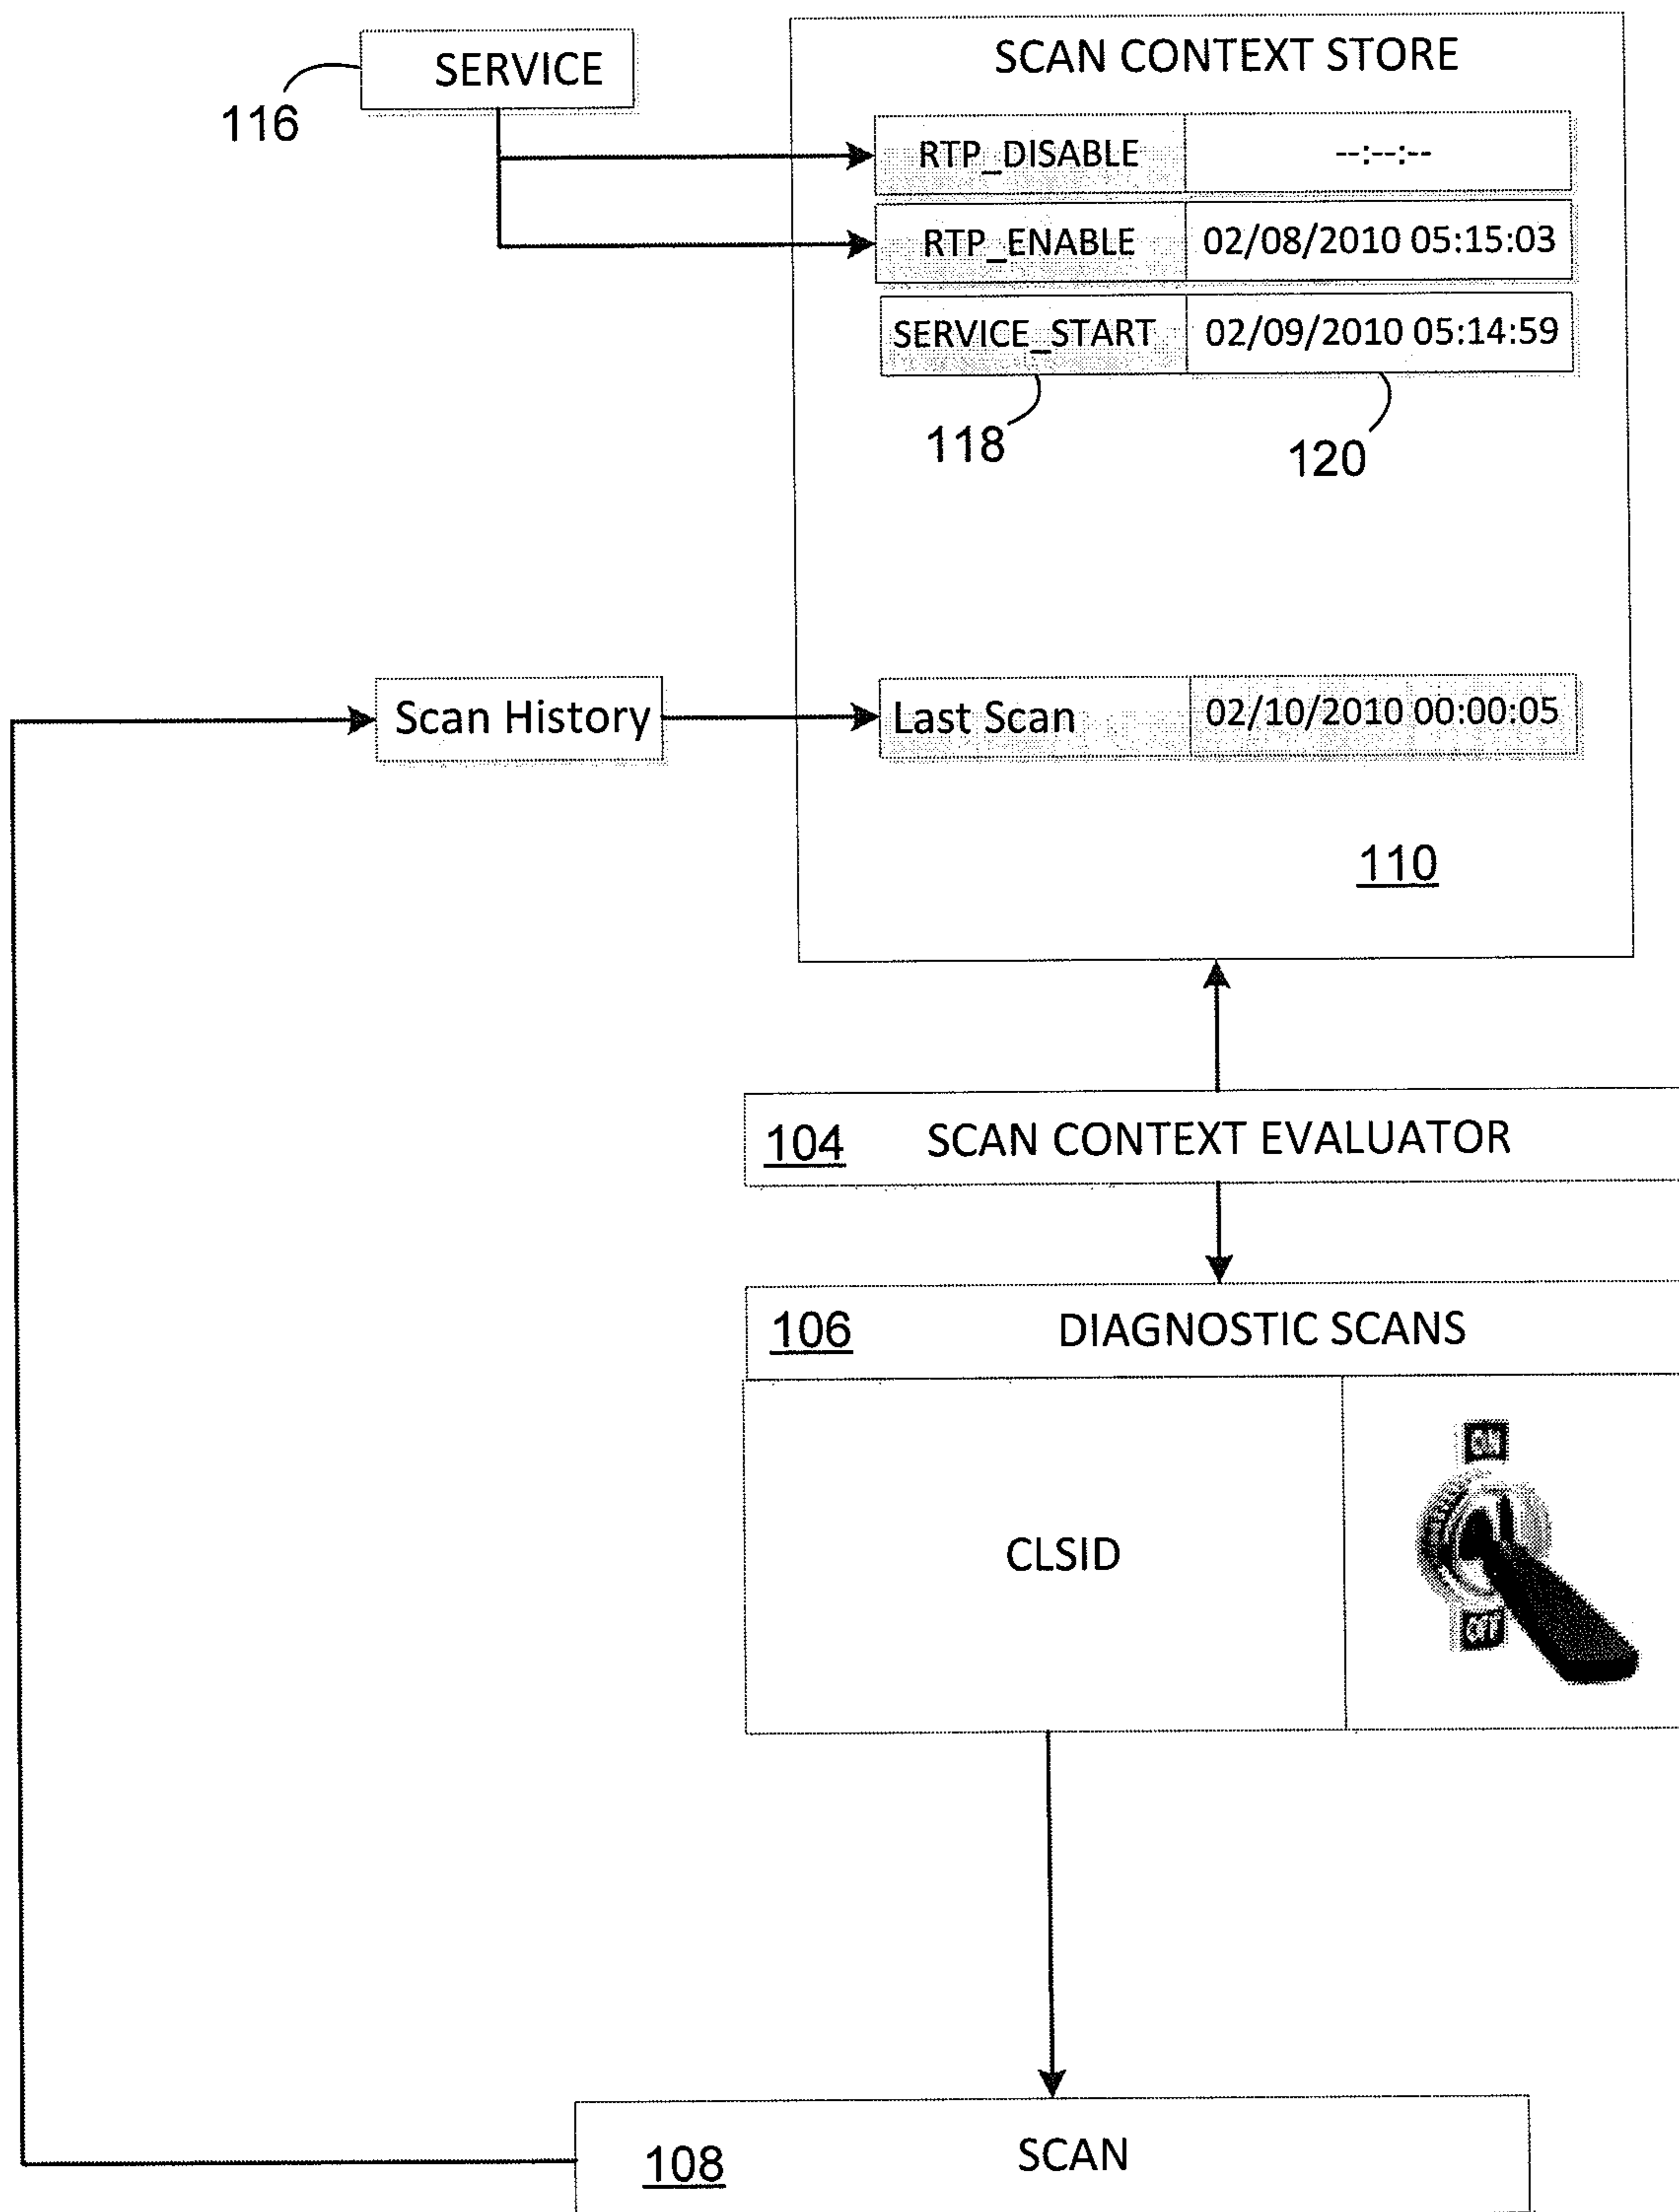 SERVICE
116
SCAN CONTEXT STORE
RTP_DISABLE --:--:--
RTP_ENABLE 02/08/2010 05:15:03
SERVICE_START 02/09/2010 05:14:59
118
120
Scan History
Last Scan 02/10/2010 00:00:05
110
104 SCAN CONTEXT EVALUATOR
106 DIAGNOSTIC SCANS
ON
CLSID
OFF
108 SCAN